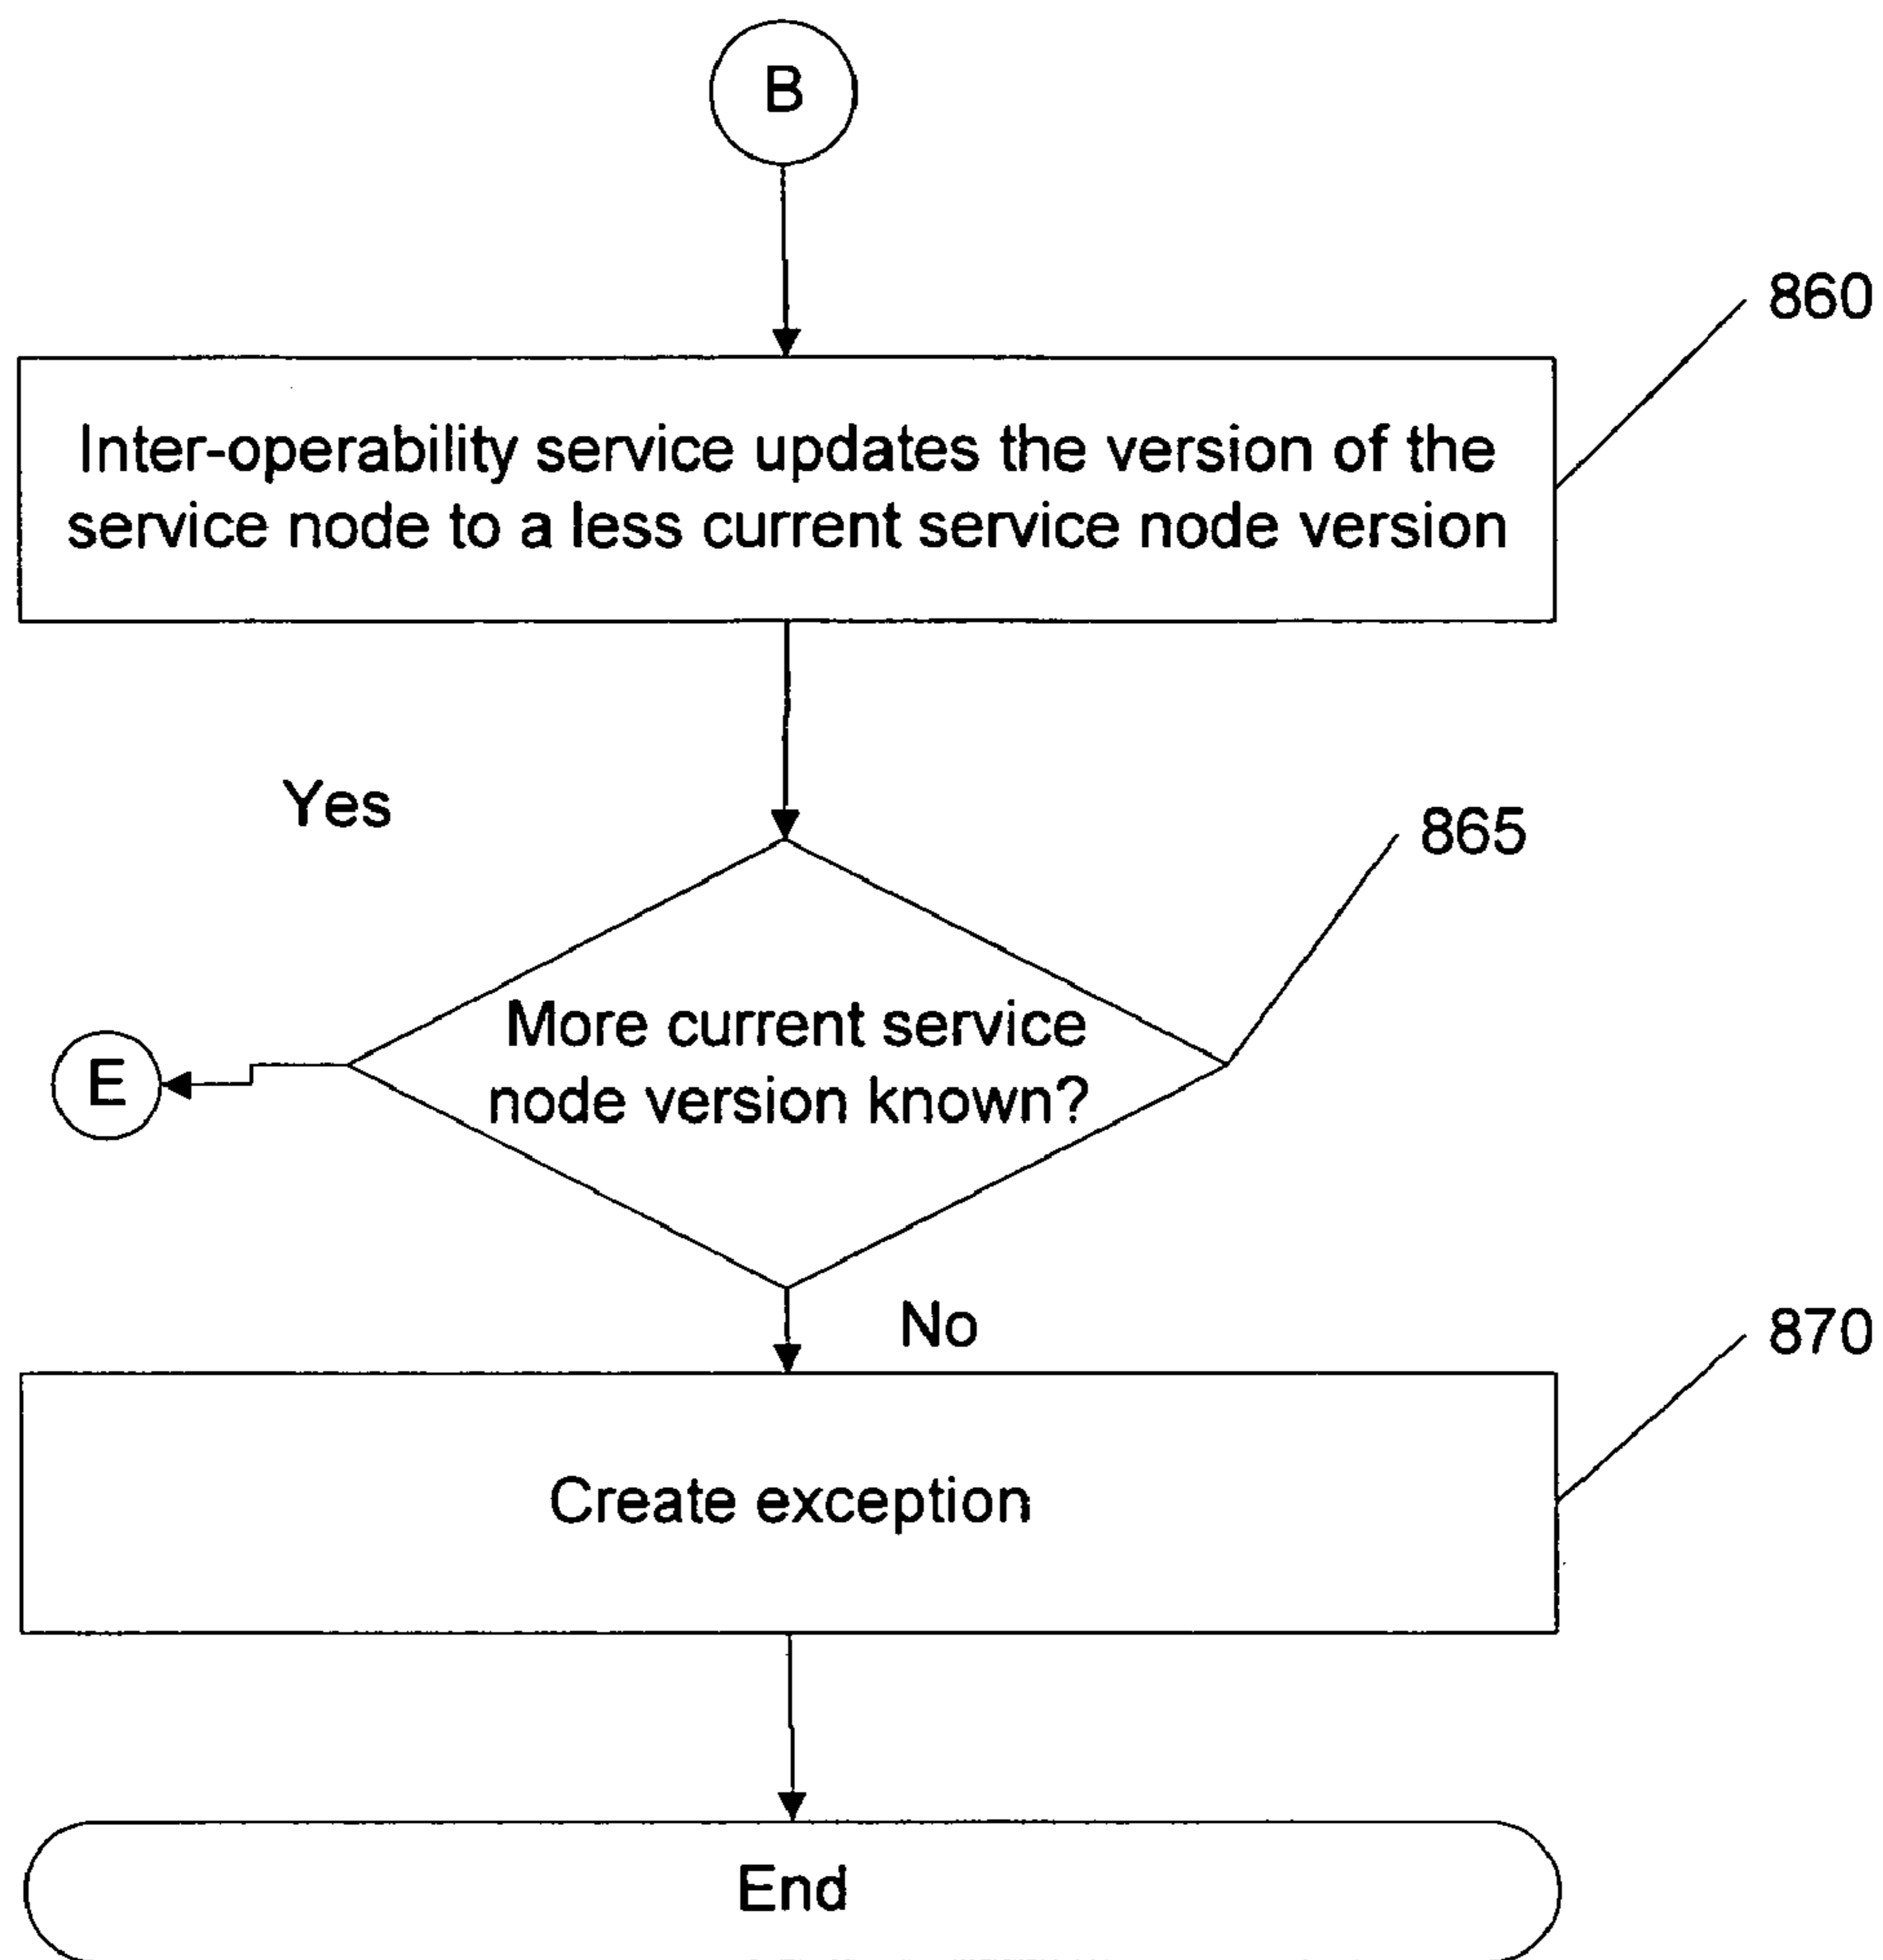 B
860
Inter-operability service updates the version of the
service node to a less current service node version
Yes
865
More current service
node version known?
E
No
870
Create exception
End